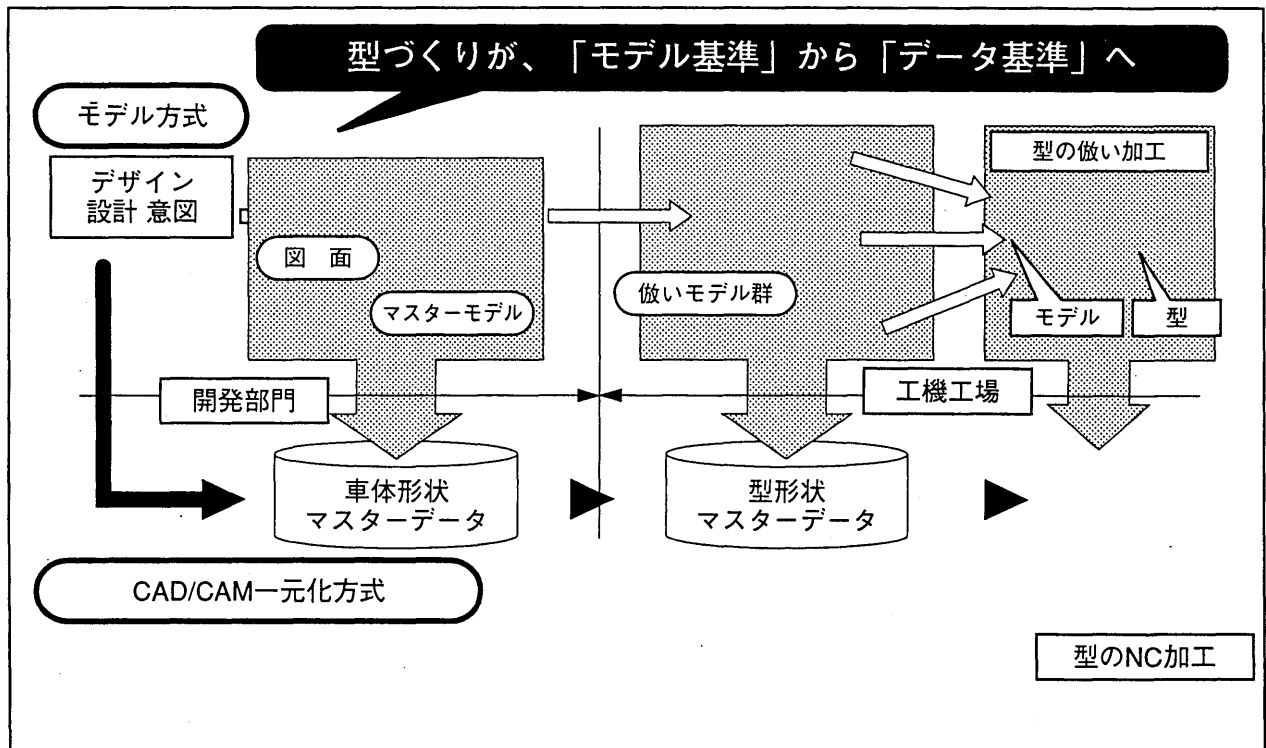 型づくりが、「モデル基準」から「データ基準」へ
モデル方式
デザイン
設計 意図
図 面
マスターモデル
倣いモデル群
型の倣い加工
モデル
型
開発部門
工機工場
車体形状
マスターデータ
型形状
マスターデータ
CAD/CAM一元化方式
型のNC加工